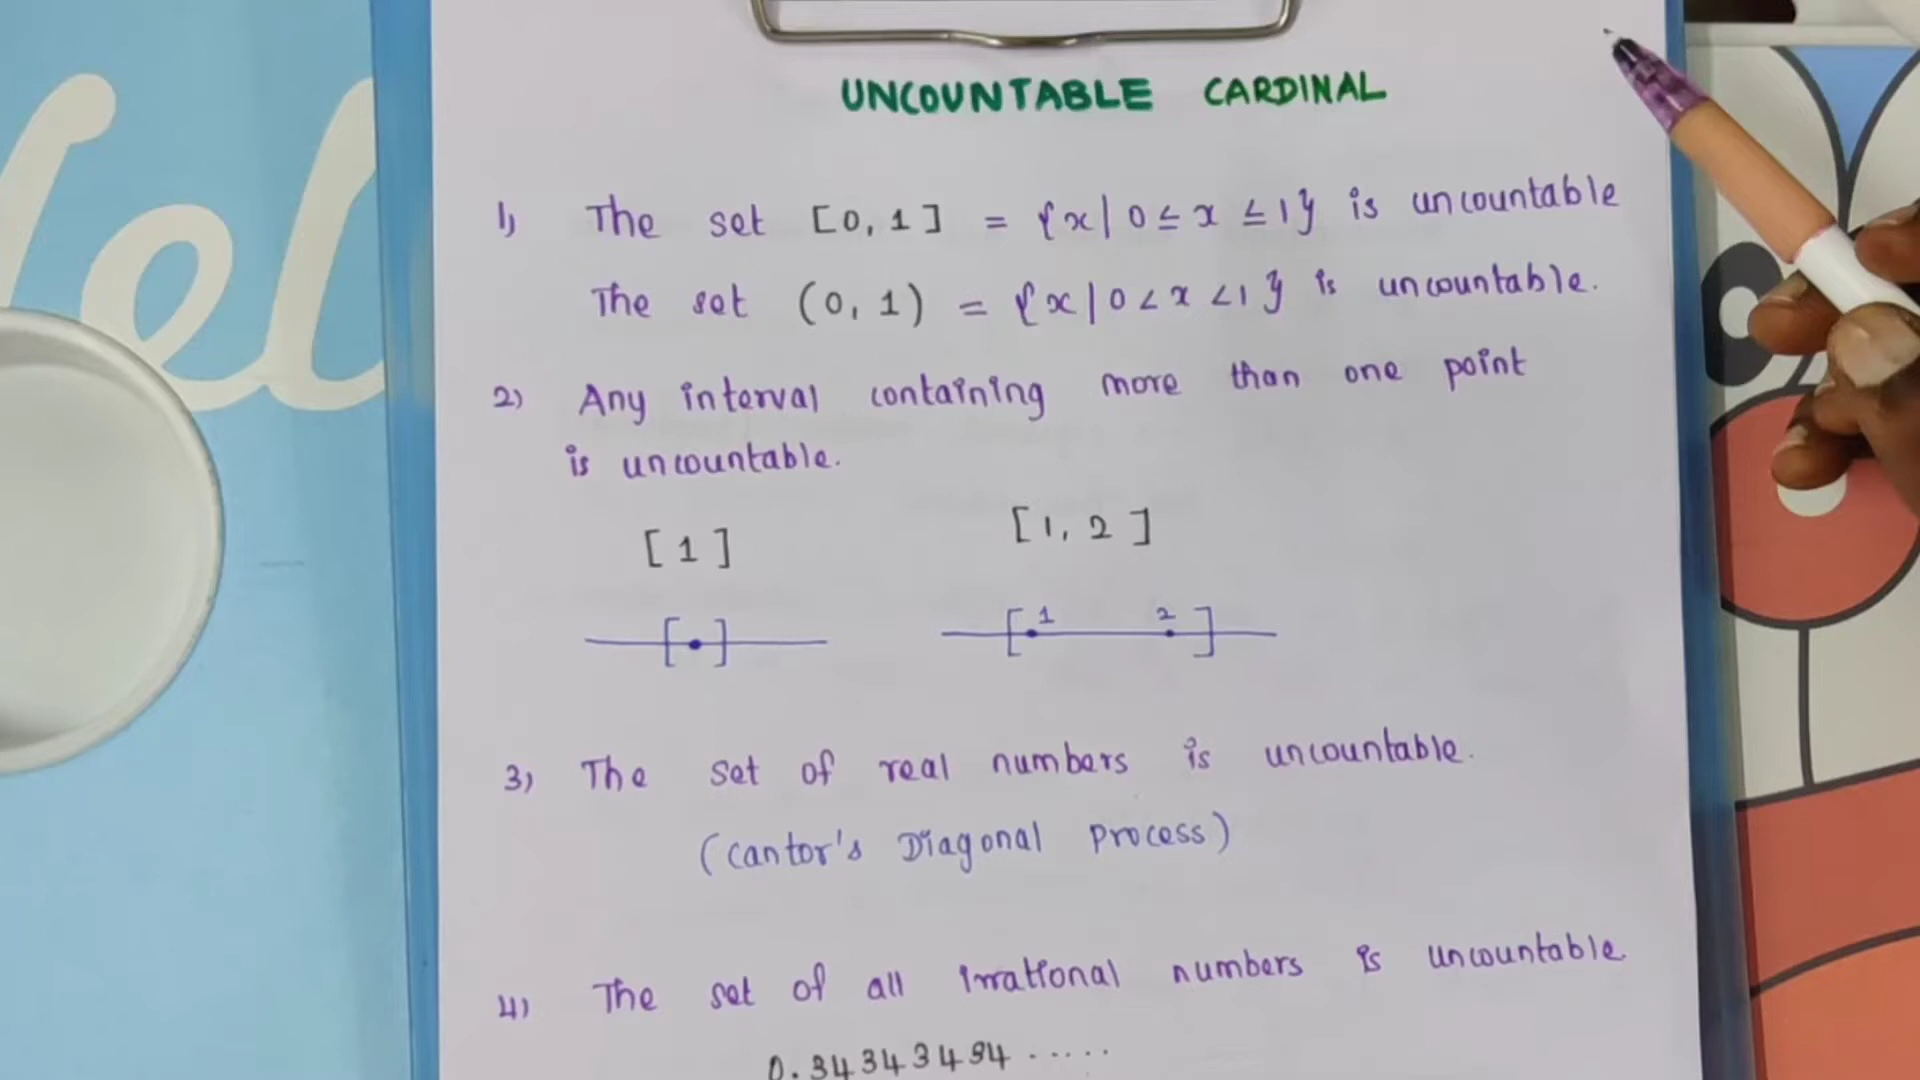 UNCOUNTABLE CARDINAL
1) The set [0, 1] = {x | 0 ≤ x ≤ 1} is uncountable
The set (0, 1) = {x | 0 < x < 1} is uncountable.
2) Any interval containing more than one point
is uncountable.
[ 1 ] [ 1, 2 ]
[ • ] [ 1 2 ]
3) The set of real numbers is uncountable.
(Cantor's Diagonal Process)
4) The set of all irrational numbers is uncountable.
0.34343434.....